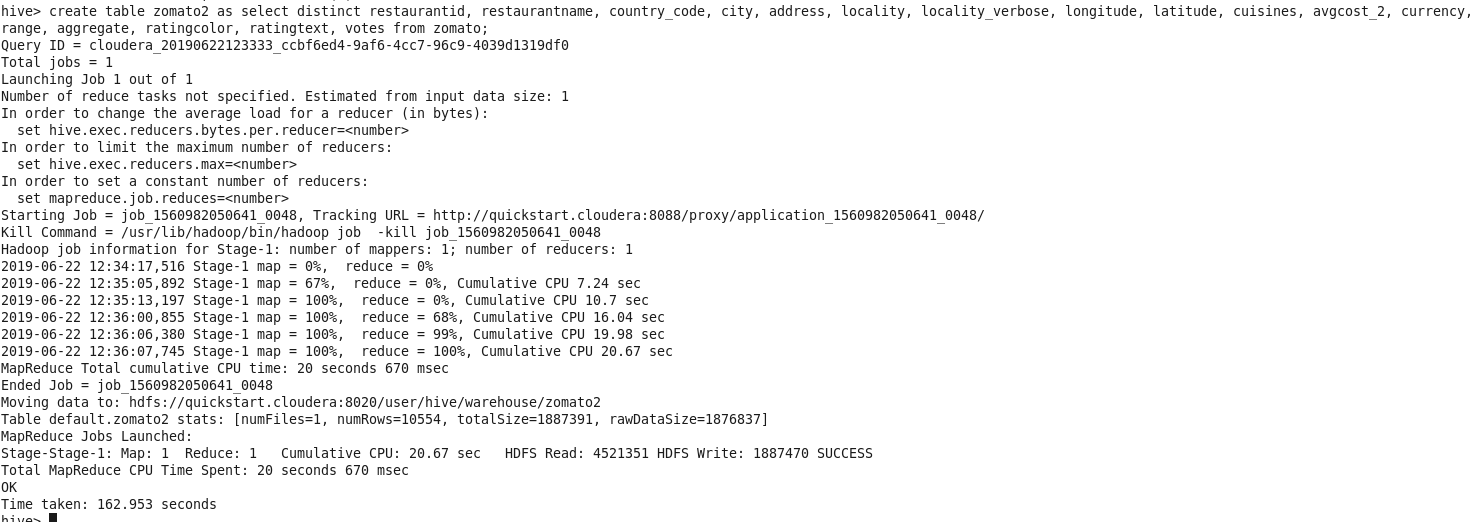 hive> create table zomato2 as select distinct restaurantid, restaurantname, country_code, city, address, locality, locality_verbose, longitude, latitude, cuisines, avgcost_2, currency,
range, aggregate, ratingcolor, ratingtext, votes from zomato;
Query ID = cloudera_20190622123333_ccbf6ed4-9af6-4cc7-96c9-4039d1319df0
Total jobs = 1
Launching Job 1 out of 1
Number of reduce tasks not specified. Estimated from input data size: 1
In order to change the average load for a reducer (in bytes):
  set hive.exec.reducers.bytes.per.reducer=<number>
In order to limit the maximum number of reducers:
  set hive.exec.reducers.max=<number>
In order to set a constant number of reducers:
  set mapreduce.job.reduces=<number>
Starting Job = job_1560982050641_0048, Tracking URL = http://quickstart.cloudera:8088/proxy/application_1560982050641_0048/
Kill Command = /usr/lib/hadoop/bin/hadoop job  -kill job_1560982050641_0048
Hadoop job information for Stage-1: number of mappers: 1; number of reducers: 1
2019-06-22 12:34:17,516 Stage-1 map = 0%,  reduce = 0%
2019-06-22 12:35:05,892 Stage-1 map = 67%,  reduce = 0%, Cumulative CPU 7.24 sec
2019-06-22 12:35:13,197 Stage-1 map = 100%,  reduce = 0%, Cumulative CPU 10.7 sec
2019-06-22 12:36:00,855 Stage-1 map = 100%,  reduce = 68%, Cumulative CPU 16.04 sec
2019-06-22 12:36:06,380 Stage-1 map = 100%,  reduce = 99%, Cumulative CPU 19.98 sec
2019-06-22 12:36:07,745 Stage-1 map = 100%,  reduce = 100%, Cumulative CPU 20.67 sec
MapReduce Total cumulative CPU time: 20 seconds 670 msec
Ended Job = job_1560982050641_0048
Moving data to: hdfs://quickstart.cloudera:8020/user/hive/warehouse/zomato2
Table default.zomato2 stats: [numFiles=1, numRows=10554, totalSize=1887391, rawDataSize=1876837]
MapReduce Jobs Launched:
Stage-Stage-1: Map: 1  Reduce: 1   Cumulative CPU: 20.67 sec   HDFS Read: 4521351 HDFS Write: 1887470 SUCCESS
Total MapReduce CPU Time Spent: 20 seconds 670 msec
OK
Time taken: 162.953 seconds
hive>